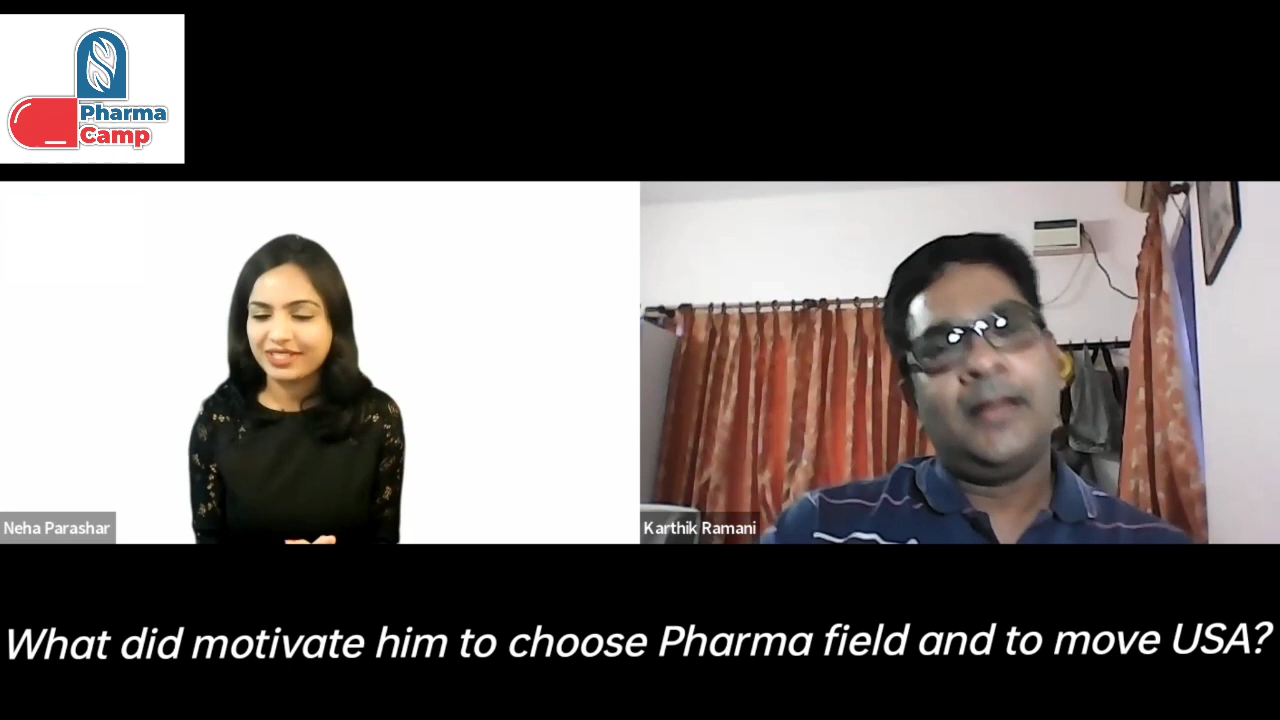 Pharma
Camp
Neha Parashar
Karthik Ramani
What did motivate him to choose Pharma field and to move USA?